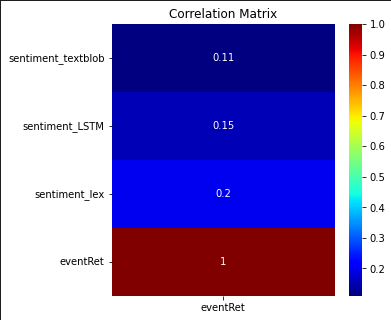 Correlation Matrix
sentiment_textblob
0.11
sentiment_LSTM
0.15
sentiment_lex
0.2
eventRet
1
eventRet
1.0
0.9
0.8
0.7
0.6
0.5
0.4
0.3
0.2